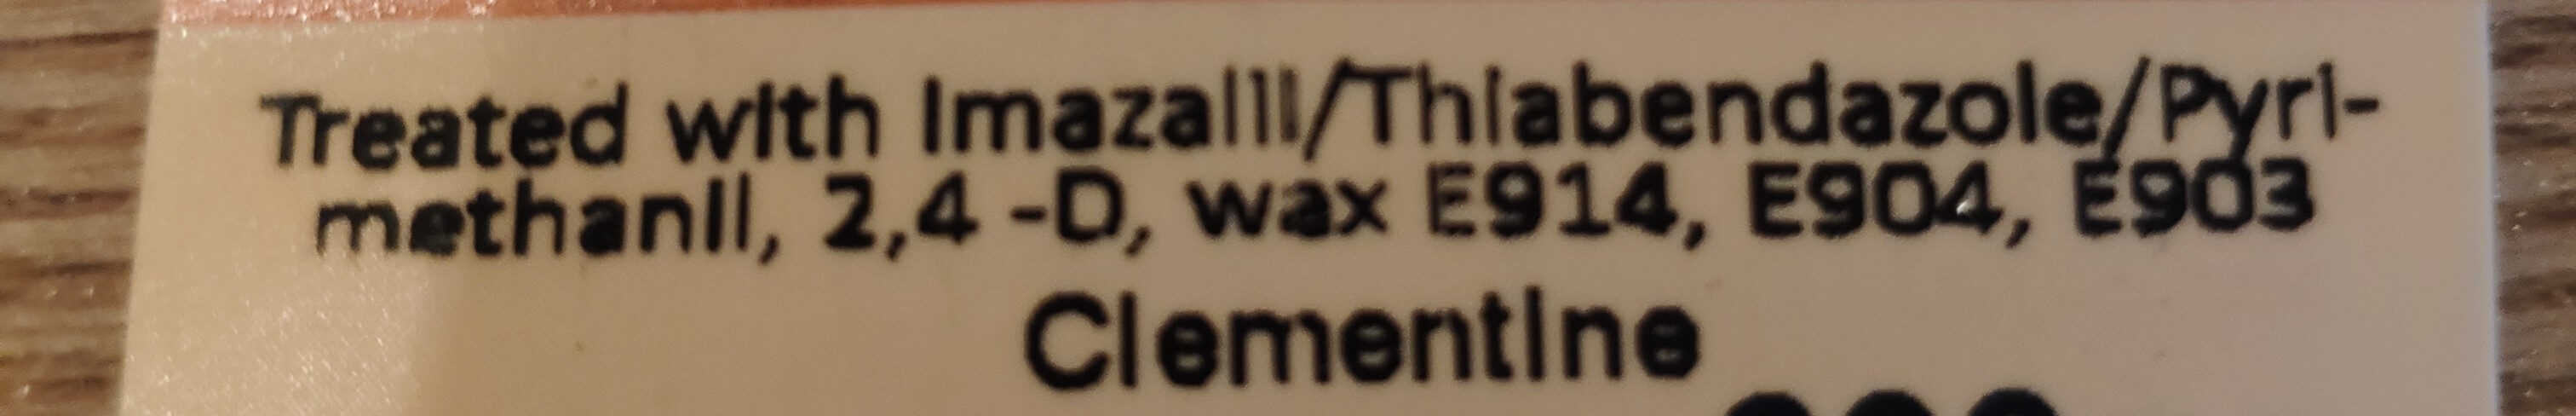 Treated with Imazalil/Thiabendazole/Pyri-
methanil, 2,4 -D, wax E914, E904, E903
Clementine